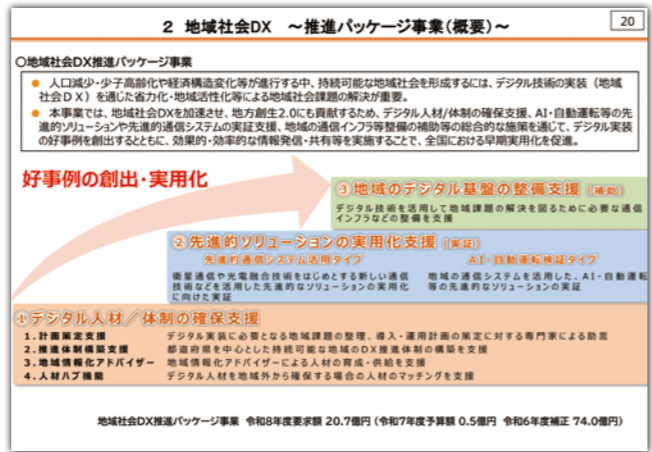 20
2 地域社会DX ～推進パッケージ事業（概要）～
○地域社会DX推進パッケージ事業
● 人口減少・少子高齢化や経済構造変化等が進行する中、持続可能な地域社会を形成するには、デジタル技術の実装（地域
社会DX）を通じた省力化・地域活性化等による地域社会課題の解決が重要。
● 本事業では、地域社会DXを加速させ、地方創生2.0にも貢献するため、デジタル人材/体制の確保支援、AI・自動運転等の先
進的ソリューションや先進的通信システムの実証支援、地域の通信インフラ等整備の補助等の総合的な施策を通じて、デジタル実装
の好事例を創出するとともに、効果的・効率的な情報発信・共有等を実施することで、全国における早期実用化を促進。
好事例の創出・実用化
③地域のデジタル基盤の整備支援（補助）
デジタル技術を活用して地域課題の解決を図るために必要な通信
インフラなどの整備を支援
②先進的ソリューションの実用化支援（実証）
先進的通信システム活用タイプ
衛星通信や光電融合技術をはじめとする新しい通信
技術などを活用した先進的なソリューションの実用化
に向けた実証
AI・自動運転検証タイプ
地域の通信システムを活用した、AI・自動運転
等の先進的なソリューションの実証
①デジタル人材／体制の確保支援
1.計画策定支援 デジタル実装に必要となる地域課題の整理、導入・運用計画の策定に対する専門家による助言
2.推進体制構築支援 都道府県を中心とした持続可能な地域のDX推進体制の構築を支援
3.地域情報化アドバイザー 地域情報化アドバイザーによる人材の育成・供給を支援
4.人材ハブ機能 デジタル人材を地域外から確保する場合の人材のマッチングを支援
地域社会DX推進パッケージ事業 令和8年度要求額 20.7億円（令和7年度予算額 0.5億円 令和6年度補正 74.0億円）